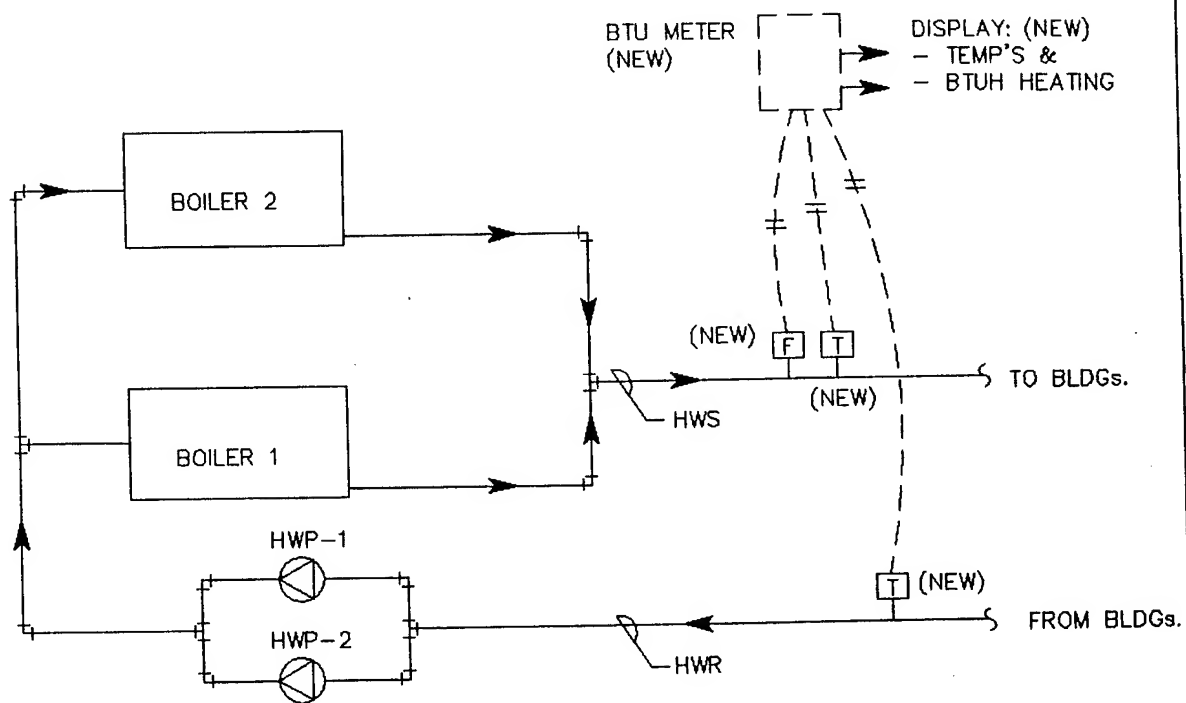 BTU METER
(NEW)
DISPLAY: (NEW)
- TEMP'S &
- BTUH HEATING
BOILER 2
(NEW)
F
T
(NEW)
TO BLDGs.
HWS
BOILER 1
HWP-1
T
(NEW)
HWP-2
HWR
FROM BLDGs.